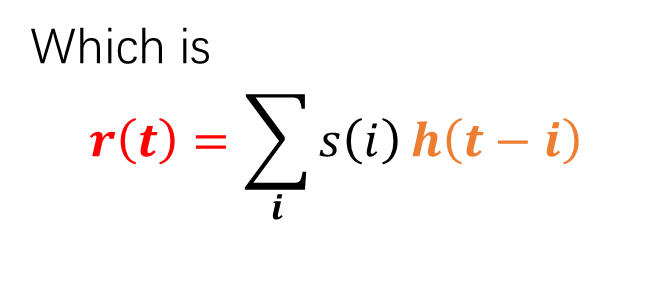 Which is
r(t) = ∑ s(i) h(t − i)
i